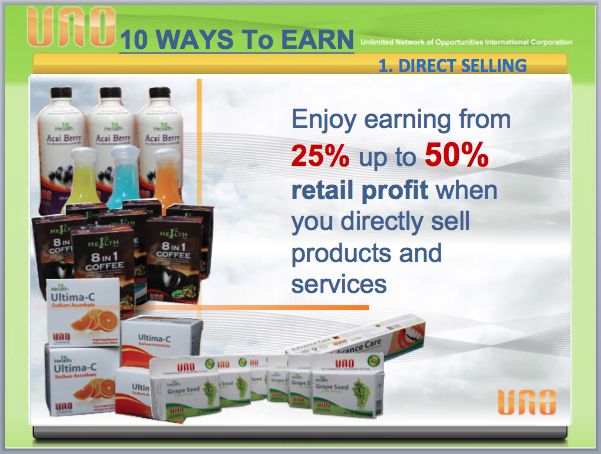 UNO
10 WAYS To EARN
Unlimited Network of Opportunities International Corporation
1. DIRECT SELLING
Enjoy earning from
25% up to 50%
retail profit when
you directly sell
products and
services
Acai Berry
Acai Berry
Acai Berry
HEALTH
8 IN 1
COFFEE
HEALTH
8 IN 1
COFFEE
Ultima-C
Sodium Ascorbate
UNO
Ultima-C
Ultima-C
Sodium Ascorbate
UNO
Ultima-C
UNO
Grape Seed
UNO
Grape Seed
UNO